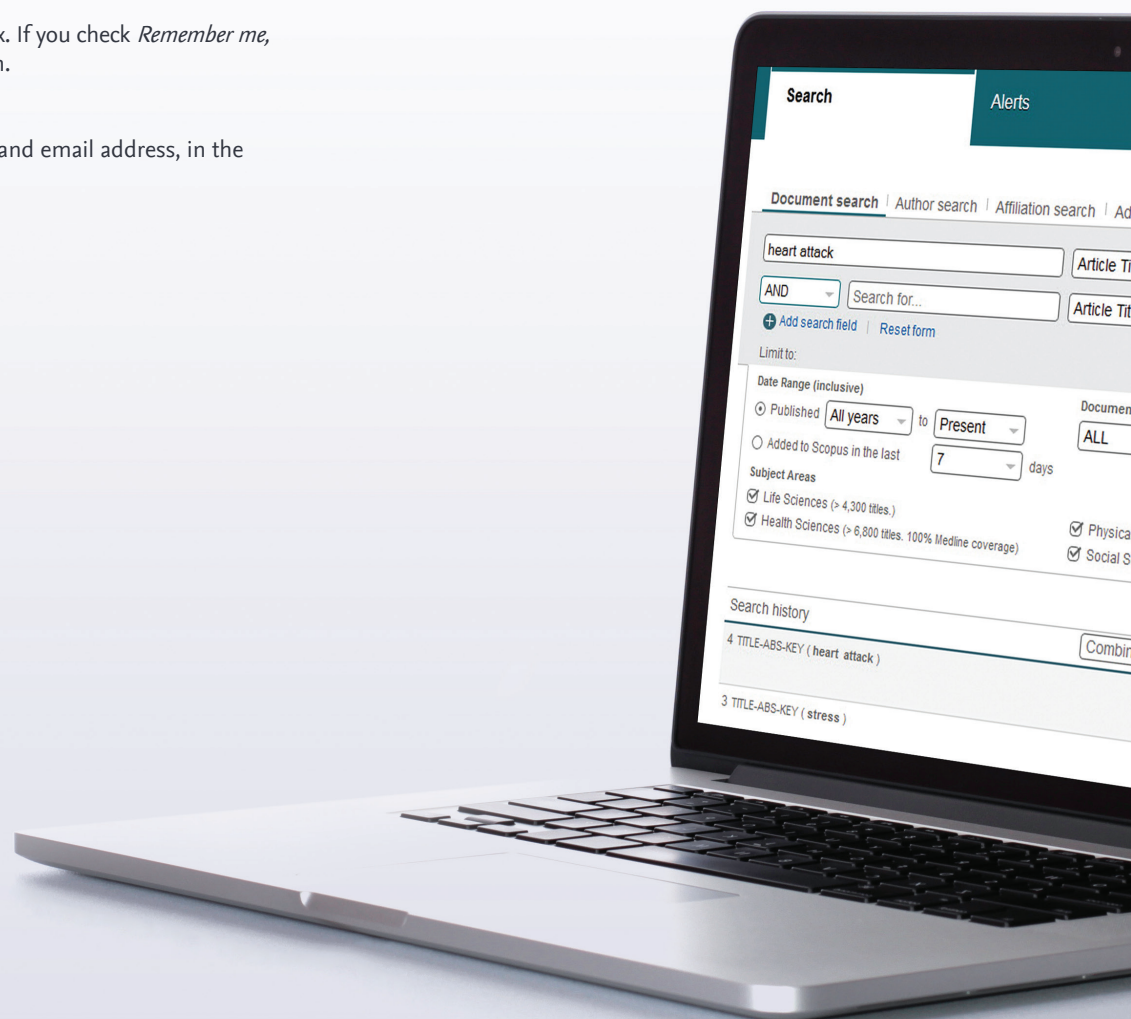 x. If you check Remember me,
n.
and email address, in the
Search Alerts
Document search Author search Affiliation search Ad
heart attack Article Ti
AND Search for... Article Tit
Add search field Reset form
Limit to:
Date Range (inclusive)
Published All years to Present
Documen
ALL
Added to Scopus in the last 7 days
Subject Areas
Life Sciences (> 4,300 titles.)
Health Sciences (> 6,800 titles. 100% Medline coverage)
Physica
Social S
Search history
Combin
4 TITLE-ABS-KEY ( heart attack )
3 TITLE-ABS-KEY ( stress )